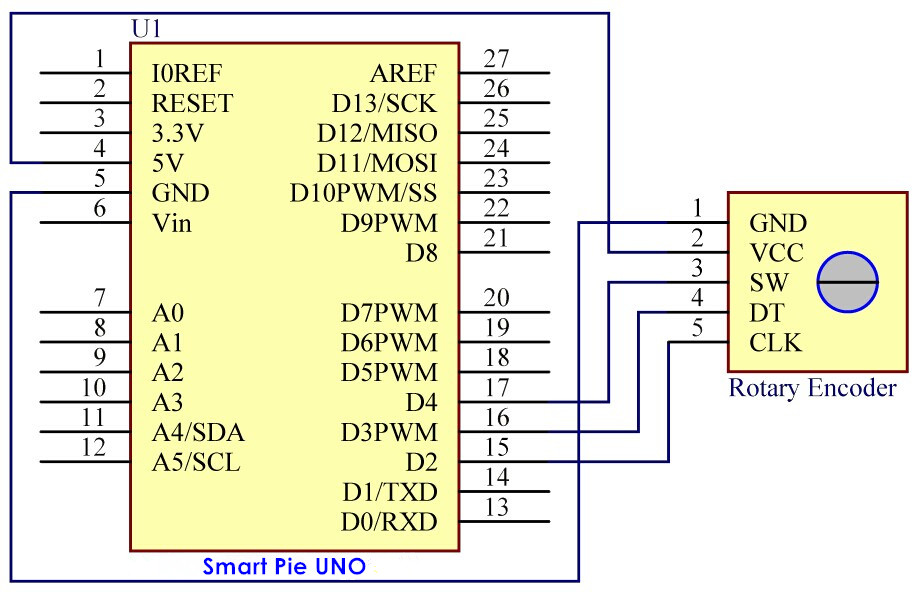 U1
1 I0REF AREF 27
2 RESET D13/SCK 26
3 3.3V D12/MISO 25
4 5V D11/MOSI 24
5 GND D10PWM/SS 23
6 Vin D9PWM 22
D8 21
7 A0 D7PWM 20
8 A1 D6PWM 19
9 A2 D5PWM 18
10 A3 D4 17
11 A4/SDA D3PWM 16
12 A5/SCL D2 15
D1/TXD 14
D0/RXD 13
Smart Pie UNO
1 GND
2 VCC
3 SW
4 DT
5 CLK
Rotary Encoder